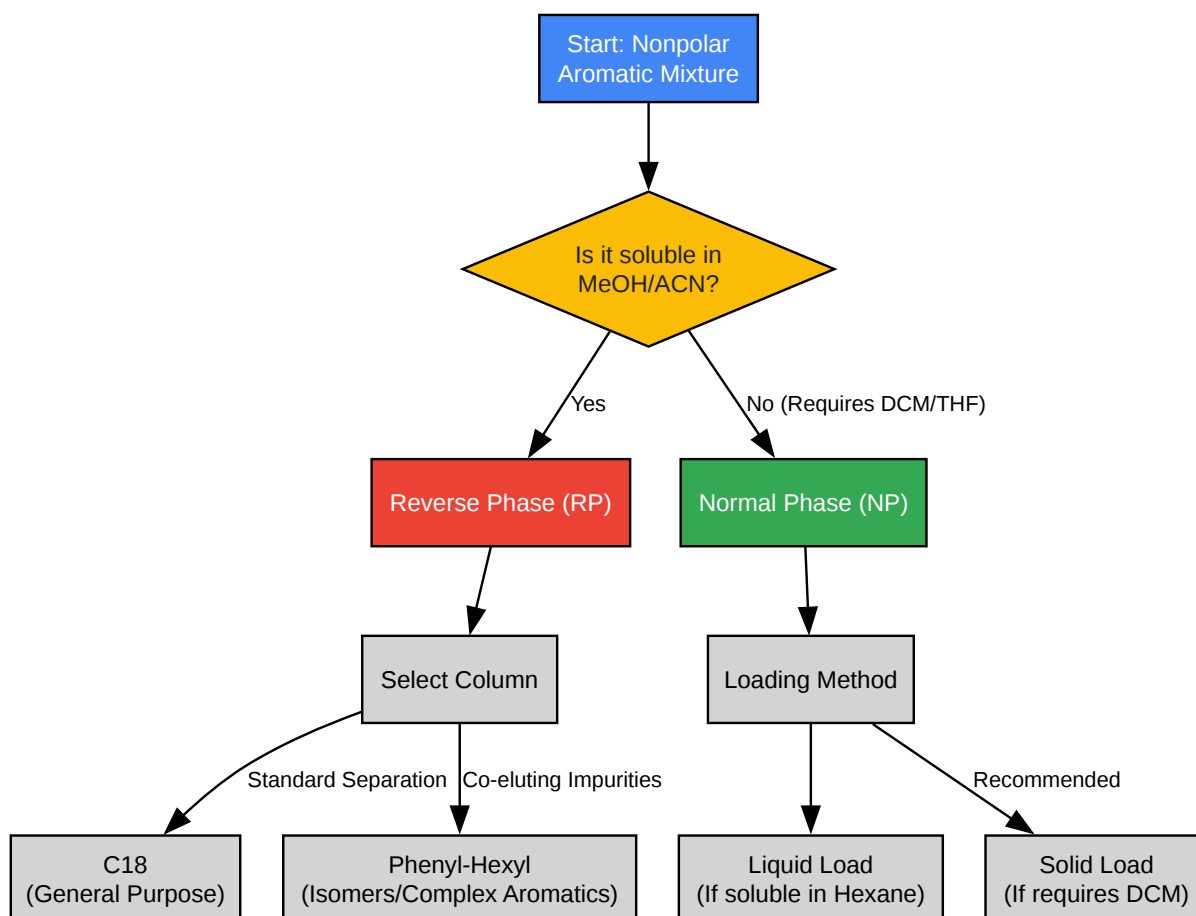 Start: Nonpolar
Aromatic Mixture
Is it soluble in
MeOH/ACN?
Yes
No (Requires DCM/THF)
Reverse Phase (RP)
Normal Phase (NP)
Select Column
Loading Method
Standard Separation
Co-eluting Impurities
Recommended
C18
(General Purpose)
Phenyl-Hexyl
(Isomers/Complex Aromatics)
Liquid Load
(If soluble in Hexane)
Solid Load
(If requires DCM)